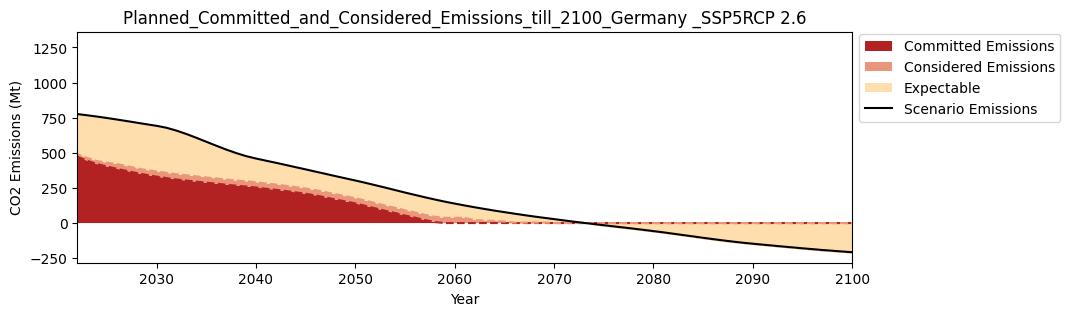 Planned_Committed_and_Considered_Emissions_till_2100_Germany _SSP5RCP 2.6
CO2 Emissions (Mt)
1250
1000
750
500
250
0
−250
2030
2040
2050
2060
2070
2080
2090
2100
Year
Committed Emissions
Considered Emissions
Expectable
Scenario Emissions